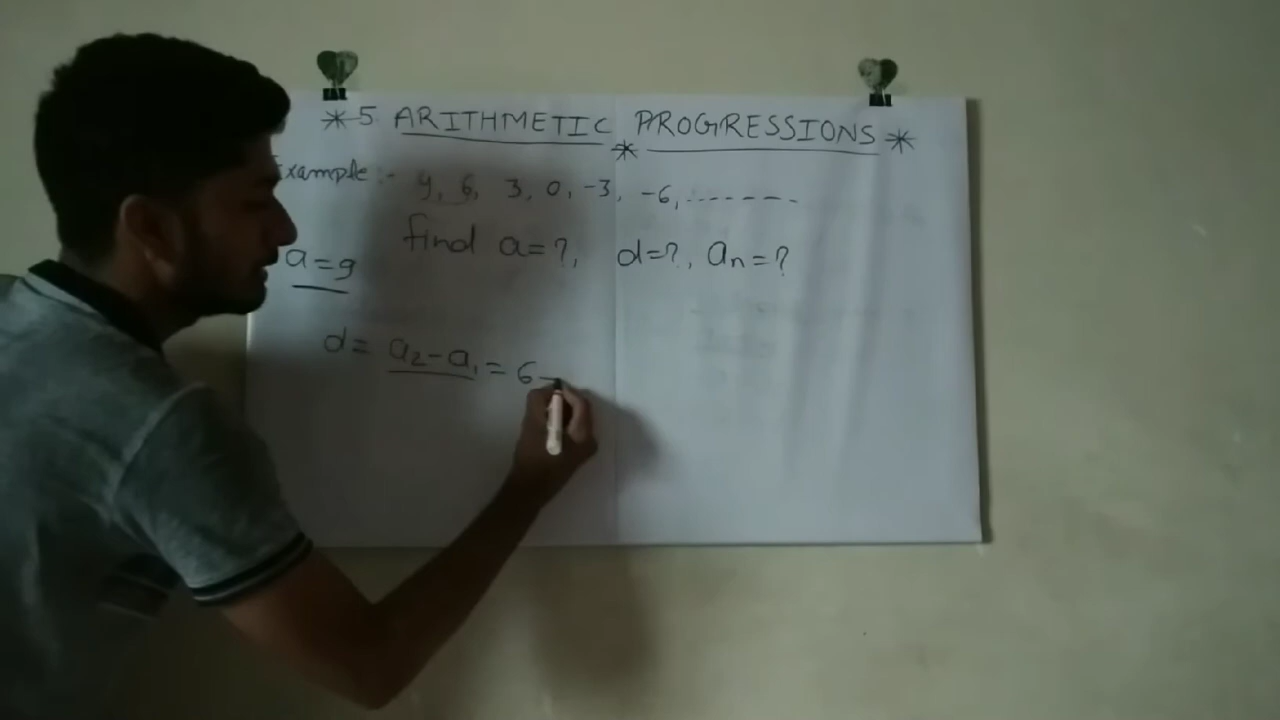 *5 ARITHMETIC * PROGRESSIONS *
Example :- 9, 6, 3, 0, -3, -6, -------
find a=?, d=?, aₙ=?
a=9
d= a₂-a₁ = 6-